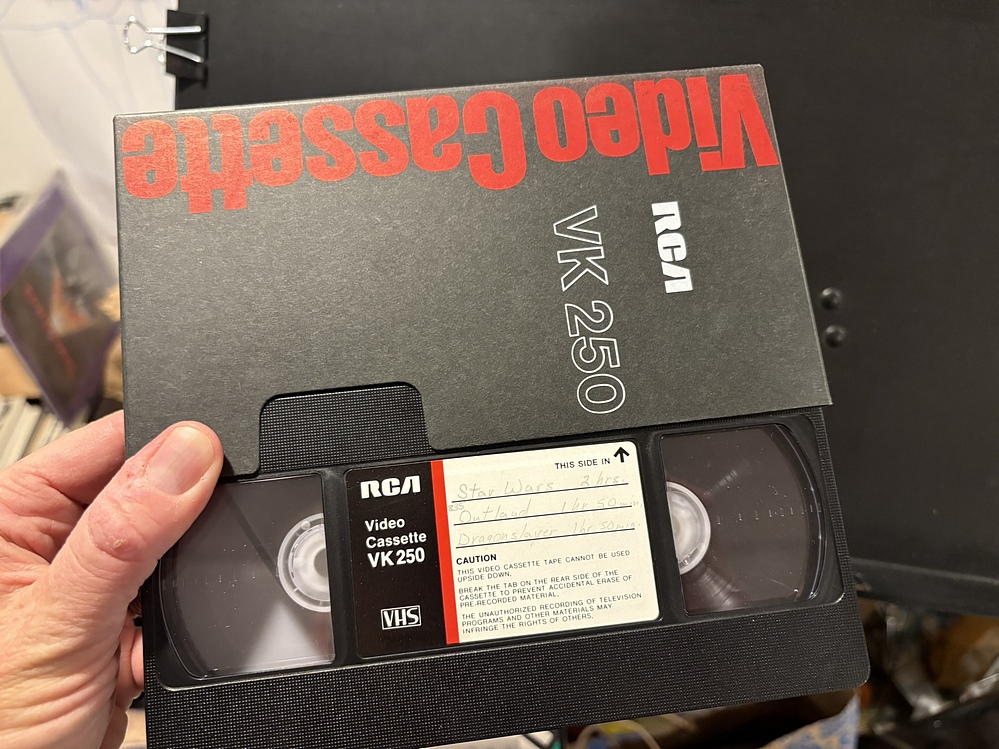 Video Cassette
RCA
VK 250
THIS SIDE IN
RCA
Video
Cassette
VK 250
VHS
Star Wars 2 hrs.
835
Outland 1 hr 50 min
Dragonslayer 1 hr 50 min.
CAUTION
THIS VIDEO CASSETTE TAPE CANNOT BE USED
UPSIDE DOWN.
BREAK THE TAB ON THE REAR SIDE OF THE
CASSETTE TO PREVENT ACCIDENTAL ERASE OF
PRE-RECORDED MATERIAL.
THE UNAUTHORIZED RECORDING OF TELEVISION
PROGRAMS AND OTHER MATERIALS MAY
INFRINGE THE RIGHTS OF OTHERS.